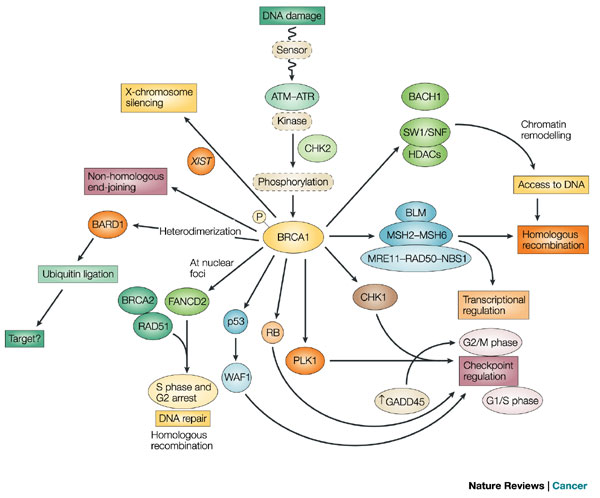 DNA damage
Sensor
ATM–ATR
Kinase
CHK2
Phosphorylation
P
BRCA1
X-chromosome
silencing
XIST
Non-homologous
end-joining
BARD1
Heterodimerization
Ubiquitin ligation
Target?
At nuclear
foci
BRCA2
RAD51
FANCD2
S phase and
G2 arrest
DNA repair
Homologous
recombination
p53
WAF1
RB
PLK1
CHK1
↑GADD45
G2/M phase
Checkpoint
regulation
G1/S phase
BACH1
SW1/SNF
HDACs
Chromatin
remodelling
Access to DNA
BLM
MSH2–MSH6
MRE11–RAD50–NBS1
Homologous
recombination
Transcriptional
regulation
Nature Reviews | Cancer